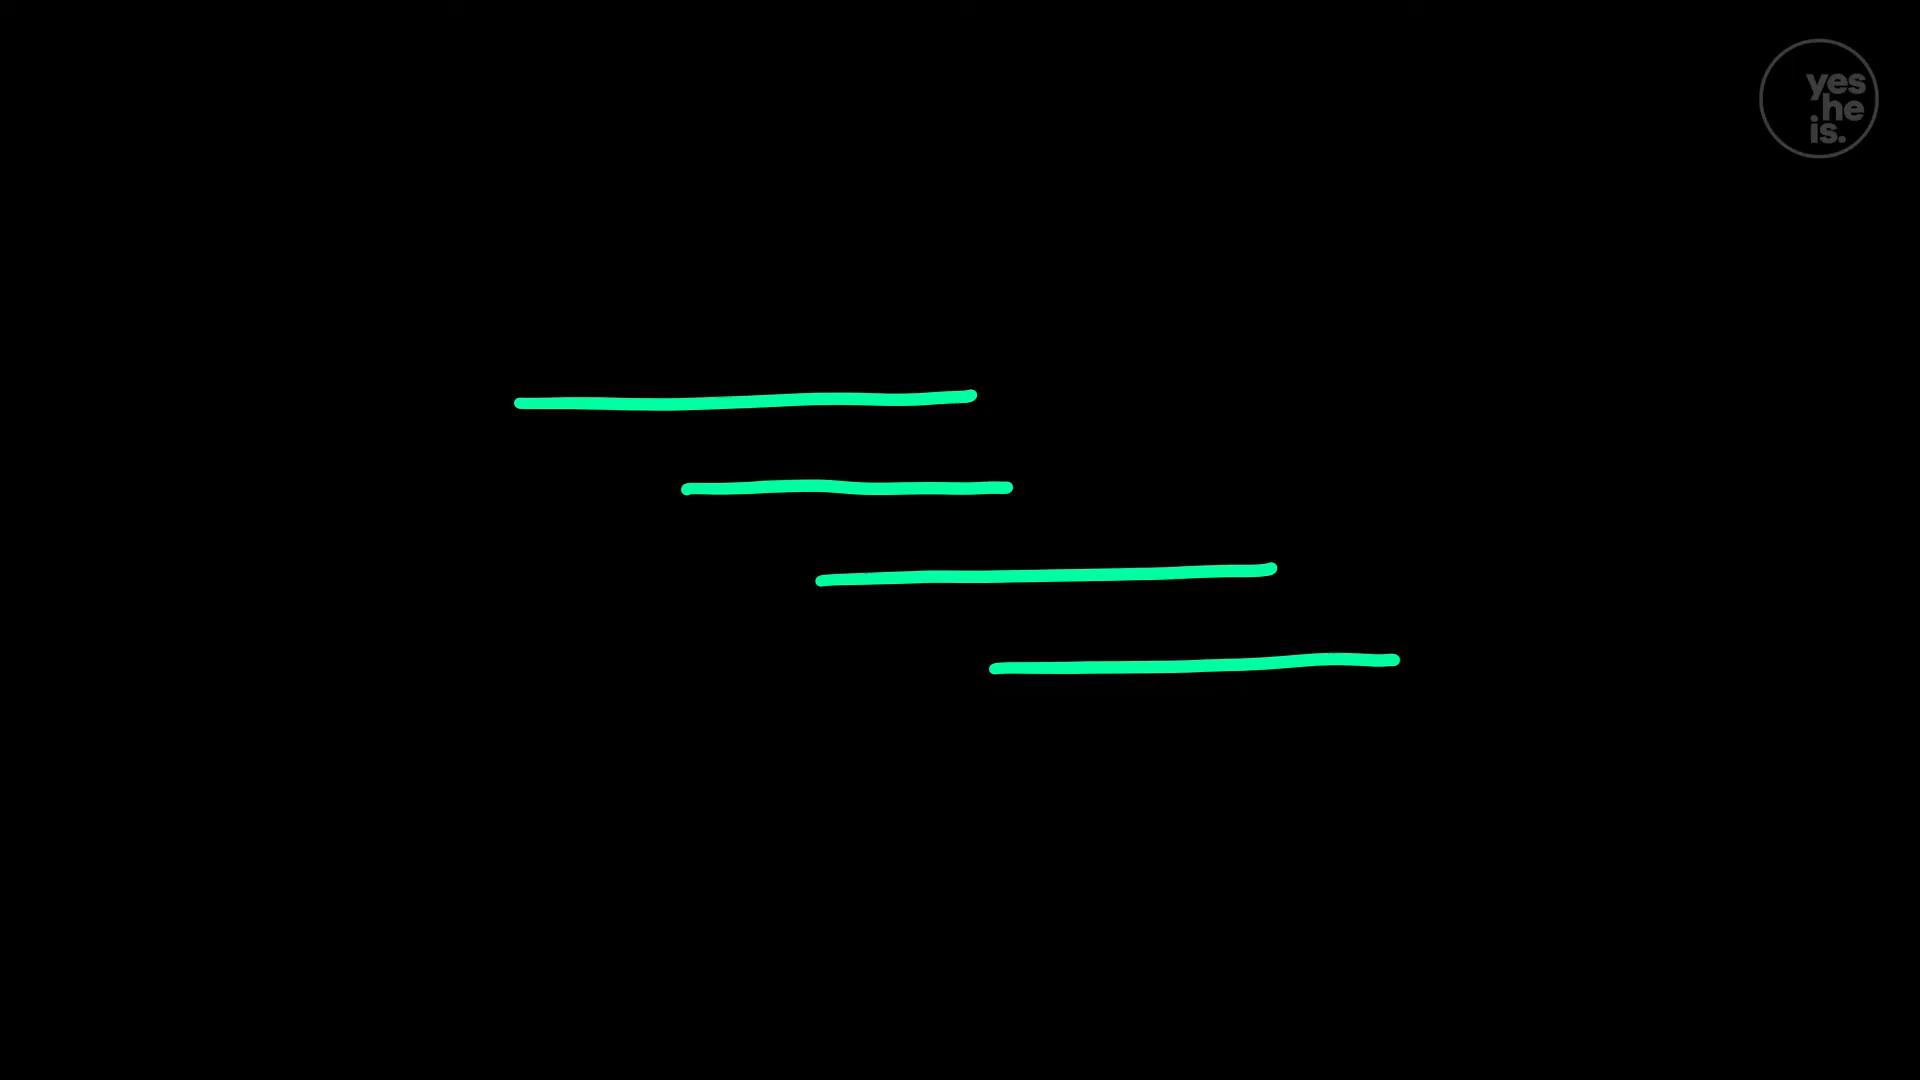 yes
he
is.